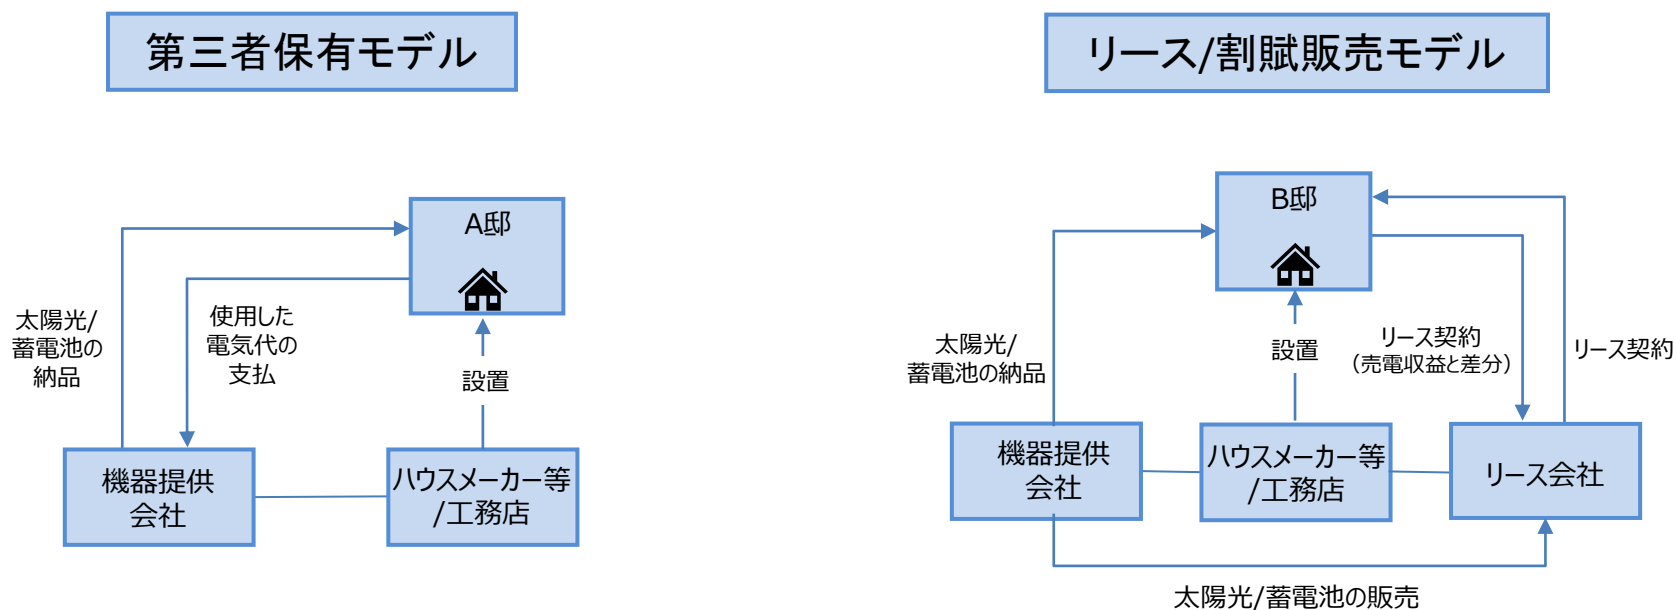 第三者保有モデル
A邸
太陽光/
蓄電池の
納品
使用した
電気代の
支払
設置
機器提供
会社
ハウスメーカー等
/工務店
リース/割賦販売モデル
B邸
太陽光/
蓄電池の納品
設置
リース契約
(売電収益と差分)
リース契約
機器提供
会社
ハウスメーカー等
/工務店
リース会社
太陽光/蓄電池の販売